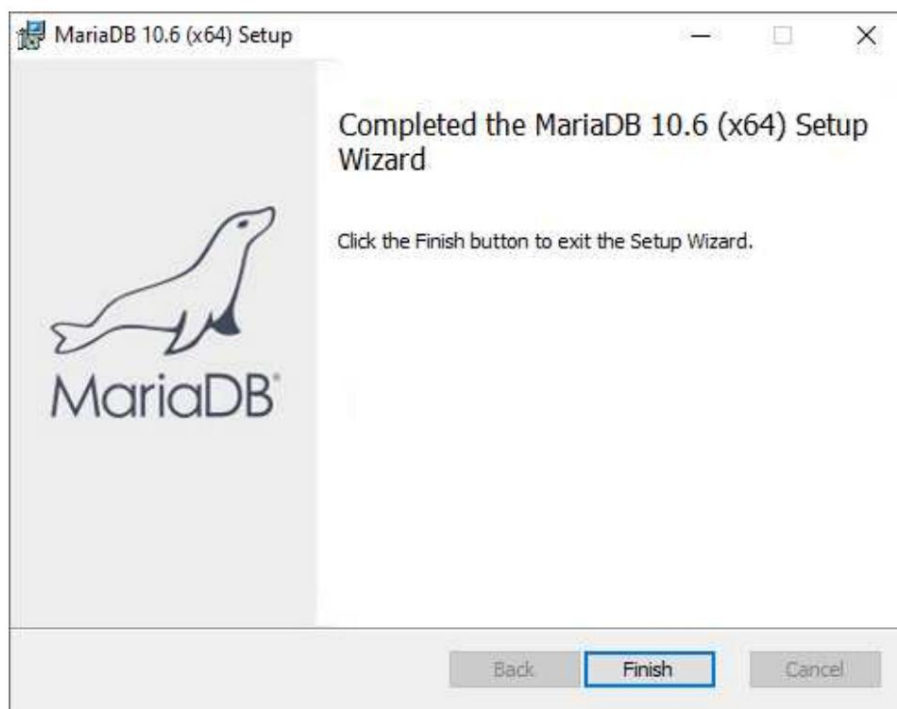 MariaDB 10.6 (x64) Setup
Completed the MariaDB 10.6 (x64) Setup
Wizard
Click the Finish button to exit the Setup Wizard.
MariaDB®
Back
Finish
Cancel